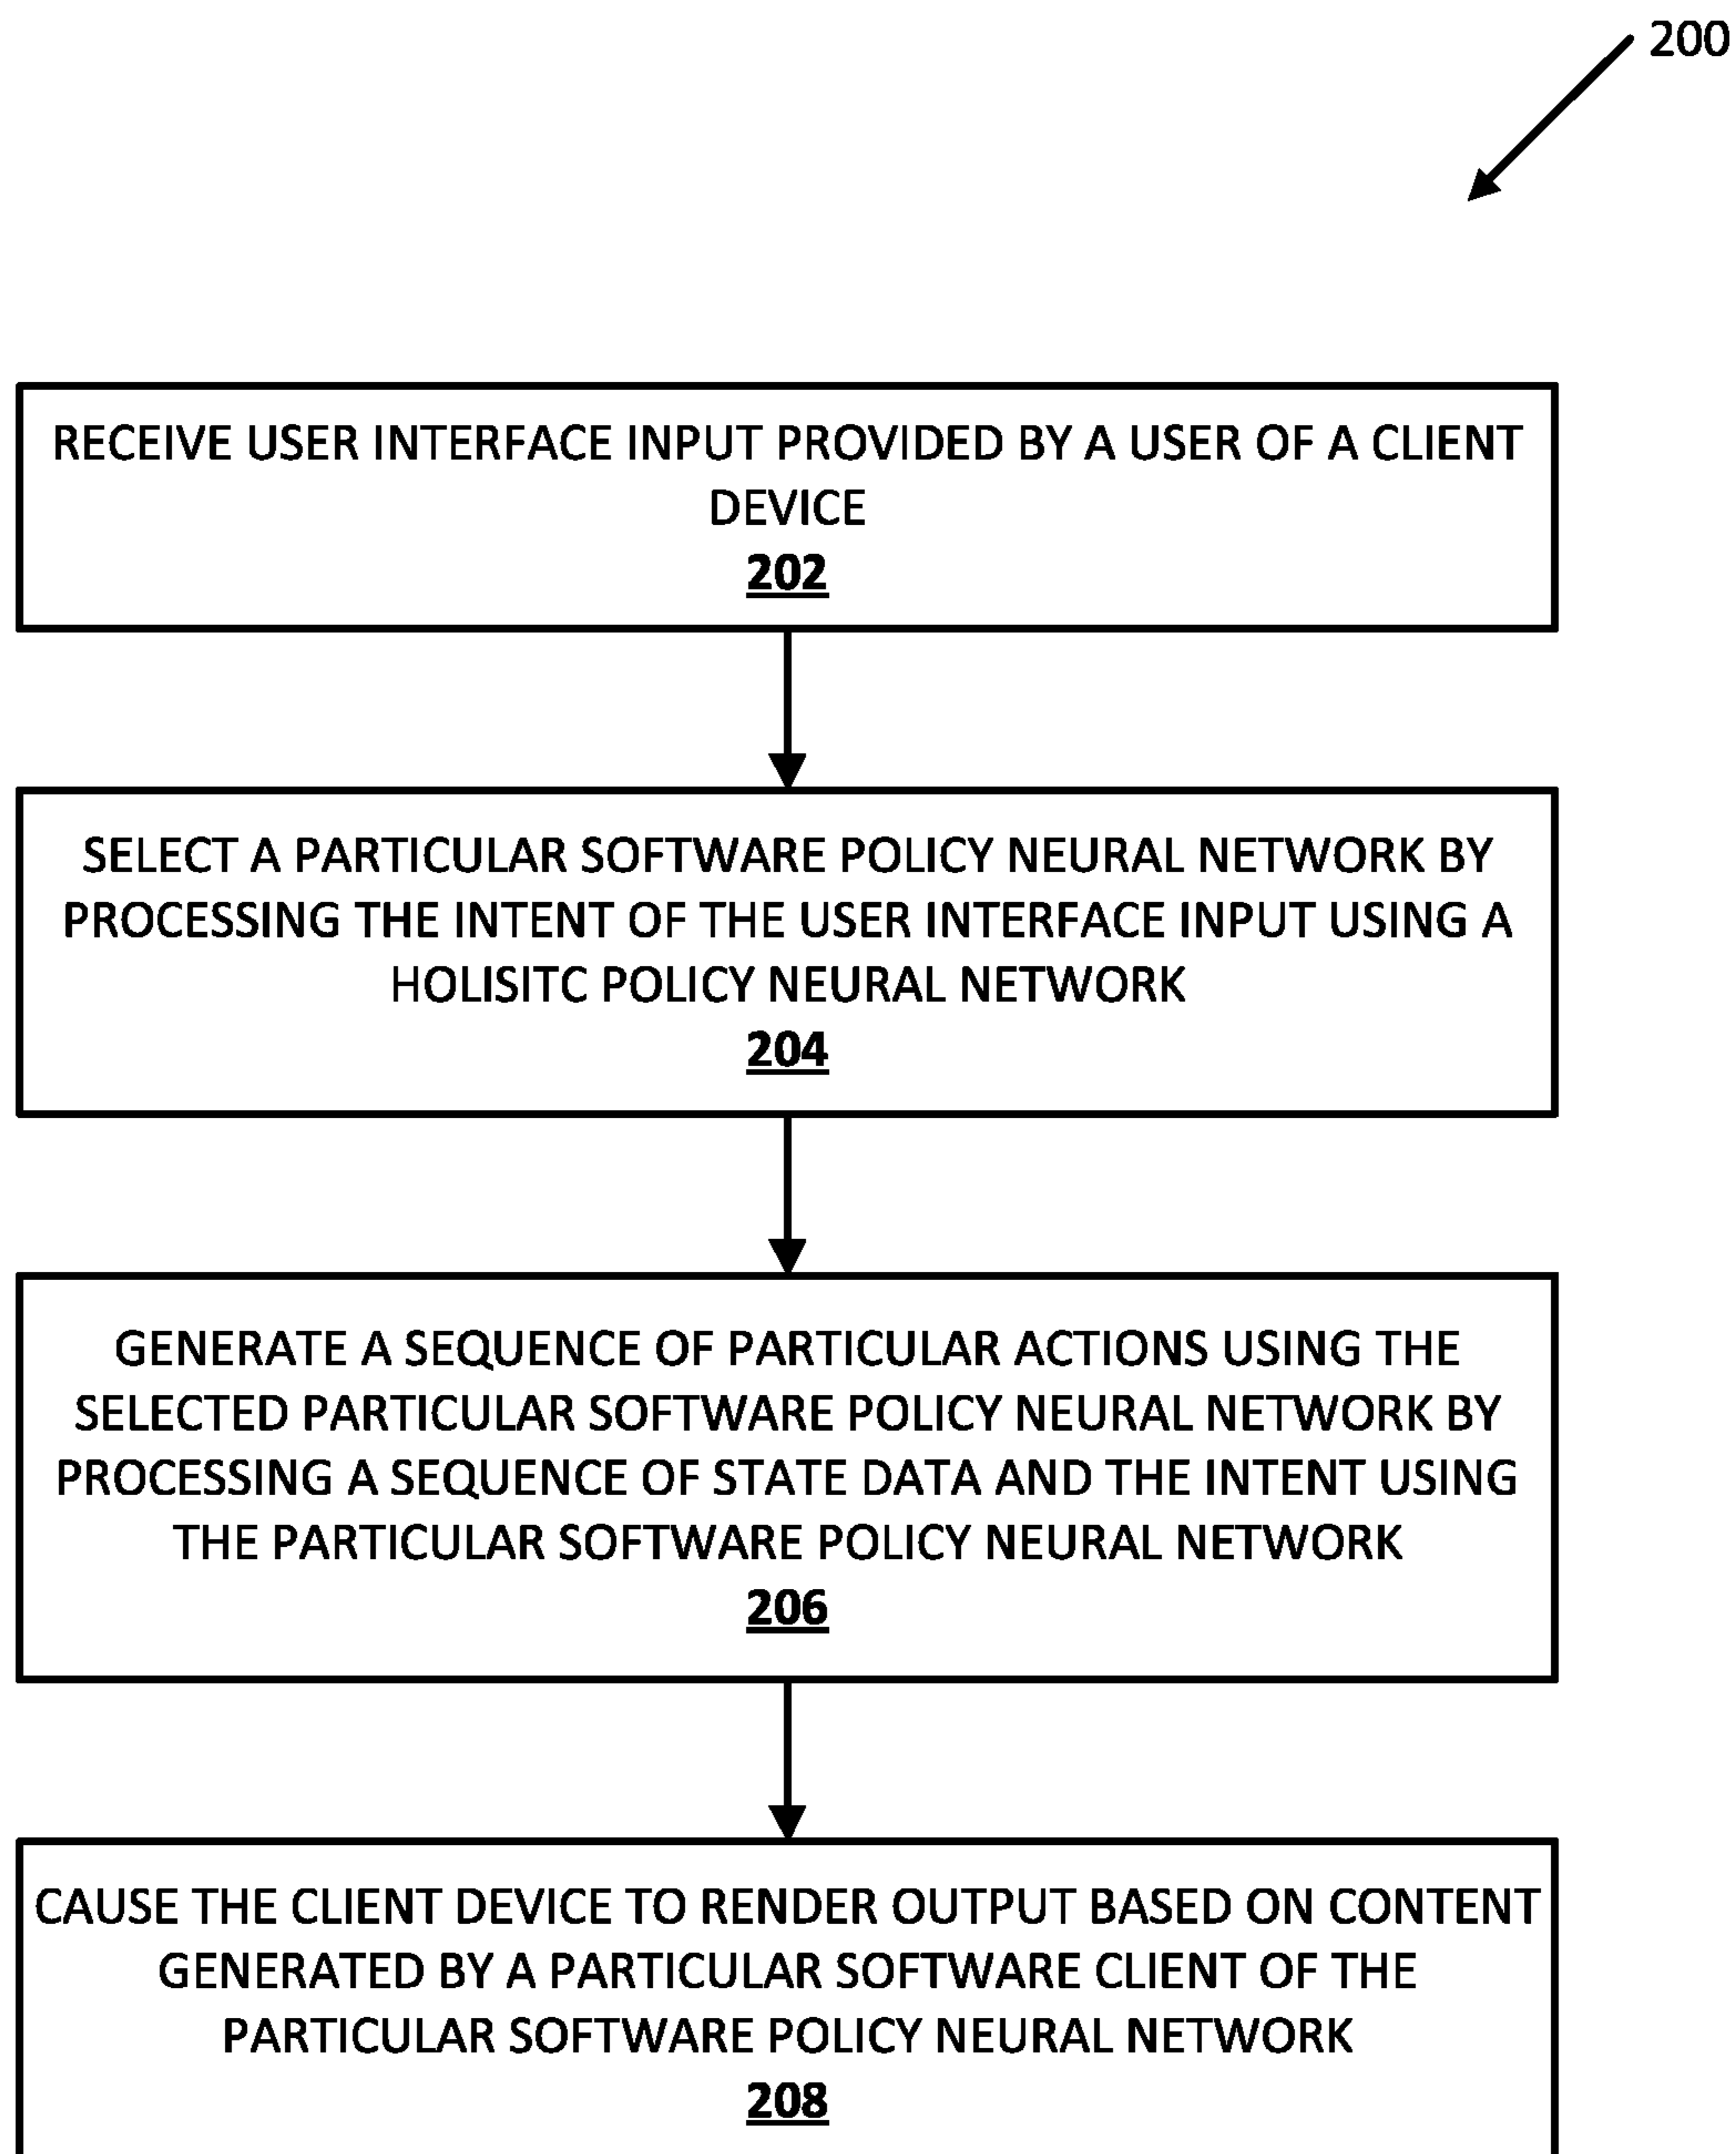 200
RECEIVE USER INTERFACE INPUT PROVIDED BY A USER OF A CLIENT
DEVICE
202
SELECT A PARTICULAR SOFTWARE POLICY NEURAL NETWORK BY
PROCESSING THE INTENT OF THE USER INTERFACE INPUT USING A
HOLISITC POLICY NEURAL NETWORK
204
GENERATE A SEQUENCE OF PARTICULAR ACTIONS USING THE
SELECTED PARTICULAR SOFTWARE POLICY NEURAL NETWORK BY
PROCESSING A SEQUENCE OF STATE DATA AND THE INTENT USING
THE PARTICULAR SOFTWARE POLICY NEURAL NETWORK
206
CAUSE THE CLIENT DEVICE TO RENDER OUTPUT BASED ON CONTENT
GENERATED BY A PARTICULAR SOFTWARE CLIENT OF THE
PARTICULAR SOFTWARE POLICY NEURAL NETWORK
208